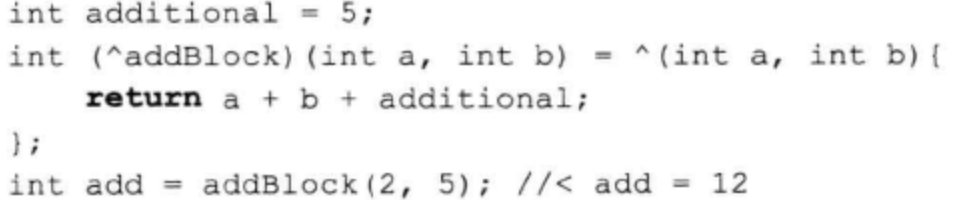 int additional = 5;
int (^addBlock)(int a, int b) = ^(int a, int b){
    return a + b + additional;
};
int add = addBlock(2, 5); //< add = 12